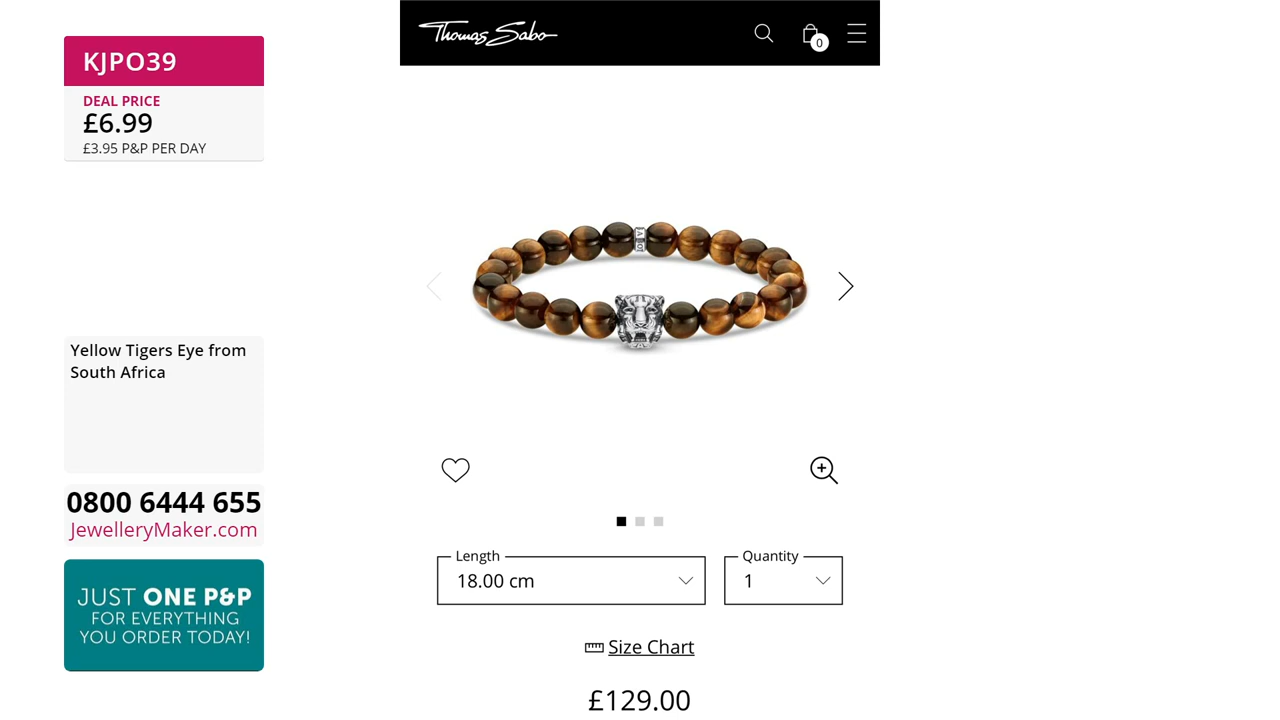 KJPO39
DEAL PRICE
£6.99
£3.95 P&P PER DAY
Yellow Tigers Eye from
South Africa
0800 6444 655
JewelleryMaker.com
JUST ONE P&P
FOR EVERYTHING
YOU ORDER TODAY!
Thomas Sabo
0
Length
18.00 cm
Quantity
1
Size Chart
£129.00